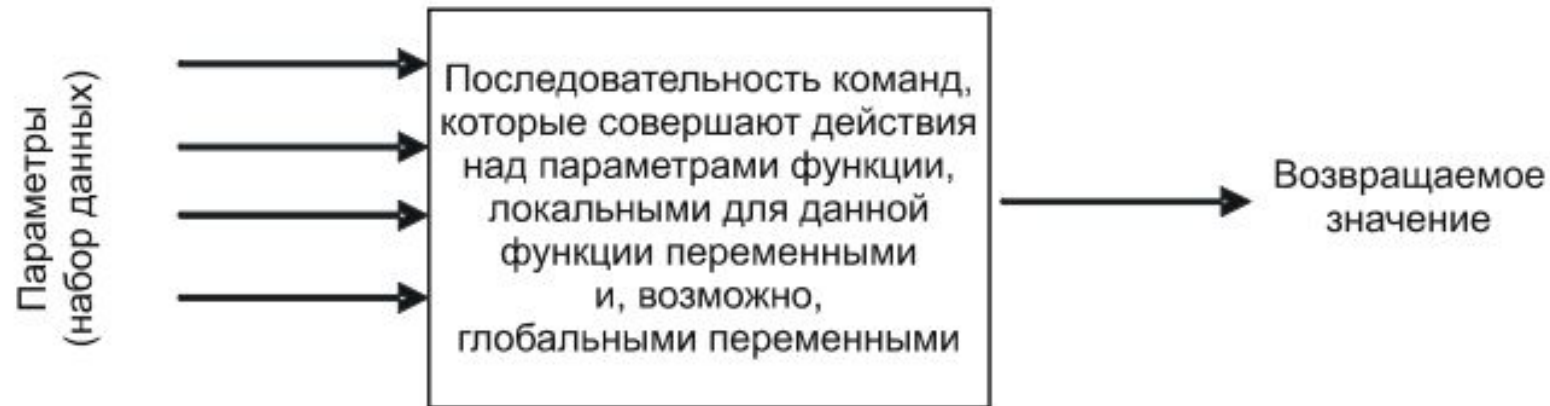 Параметры
(набор данных)
Последовательность команд,
которые совершают действия
над параметрами функции,
локальными для данной
функции переменными
и, возможно,
глобальными переменными
Возвращаемое
значение